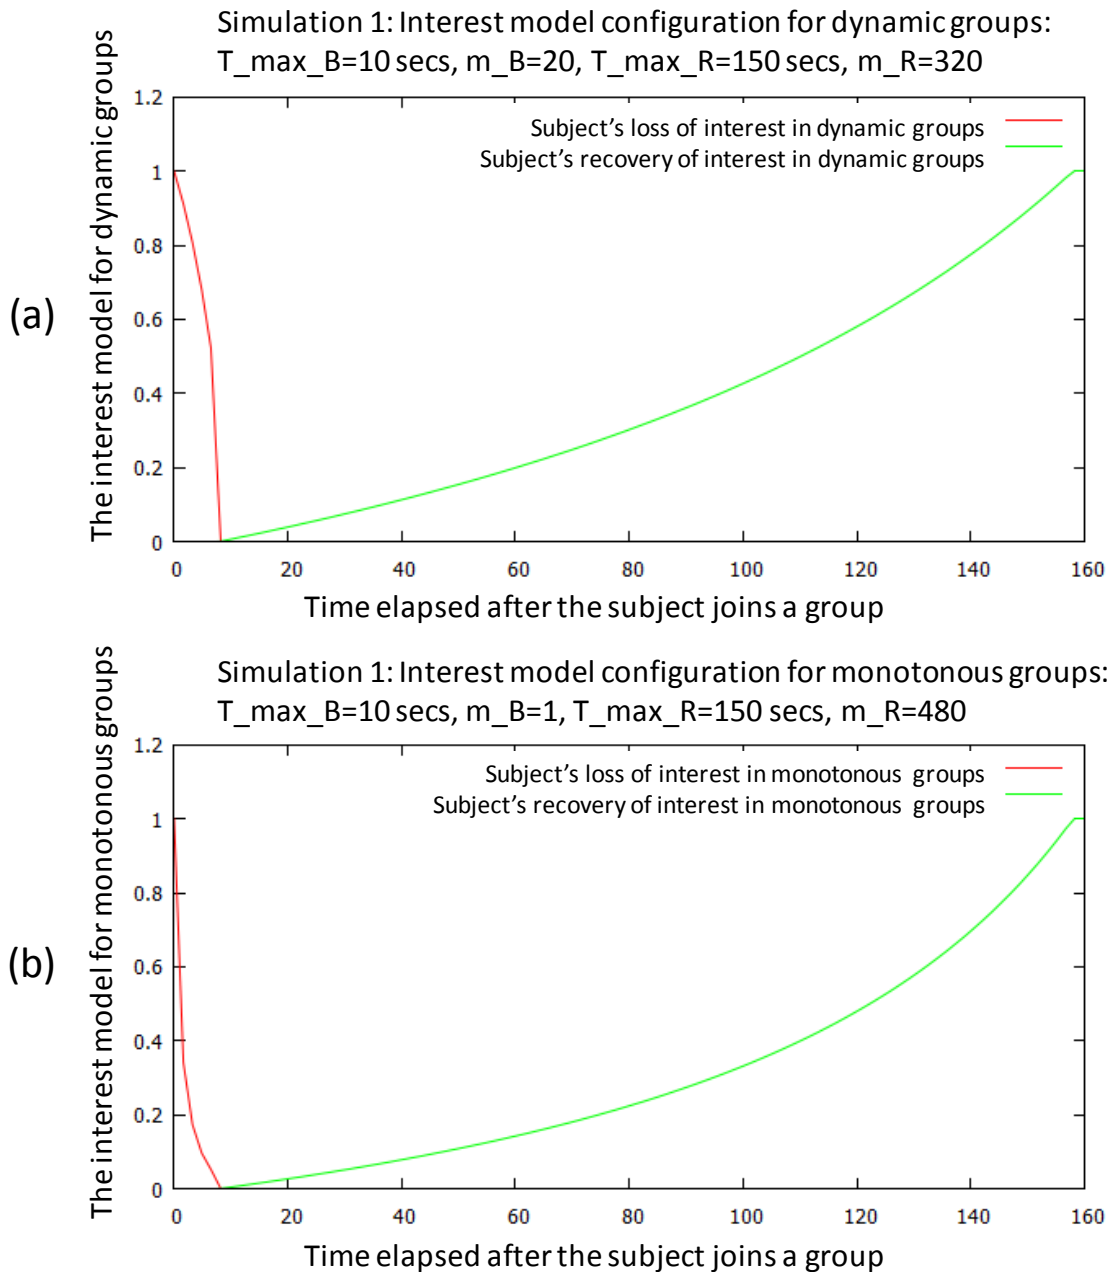 Simulation 1: Interest model configuration for dynamic groups:
T_max_B=10 secs, m_B=20, T_max_R=150 secs, m_R=320
(a)
The interest model for dynamic groups
1.2
1
0.8
0.6
0.4
0.2
0
Subject's loss of interest in dynamic groups
Subject's recovery of interest in dynamic groups
0 20 40 60 80 100 120 140 160
Time elapsed after the subject joins a group
Simulation 1: Interest model configuration for monotonous groups:
T_max_B=10 secs, m_B=1, T_max_R=150 secs, m_R=480
(b)
The interest model for monotonous groups
1.2
1
0.8
0.6
0.4
0.2
0
Subject's loss of interest in monotonous groups
Subject's recovery of interest in monotonous groups
0 20 40 60 80 100 120 140 160
Time elapsed after the subject joins a group